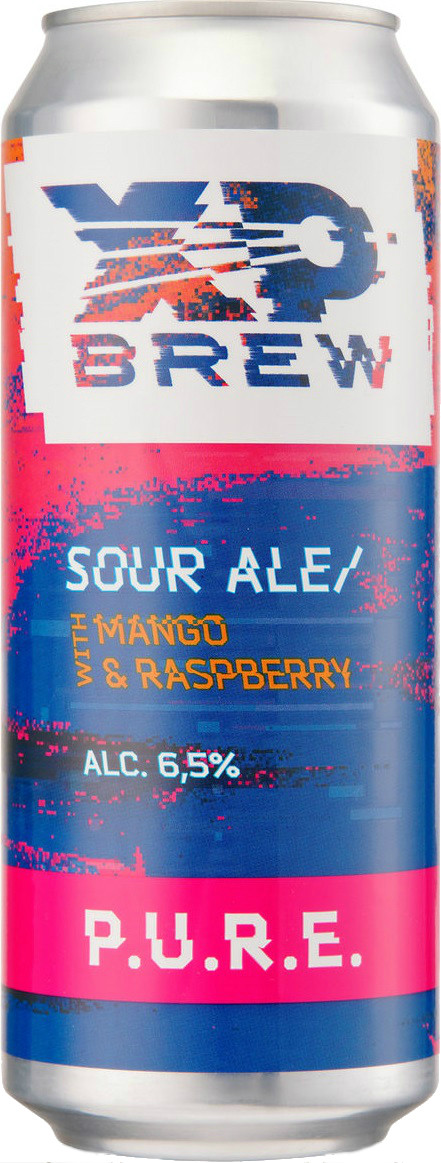 XP
BREW
SOUR ALE/
WITH MANGO
& RASPBERRY
ALC. 6,5%
P.U.R.E.